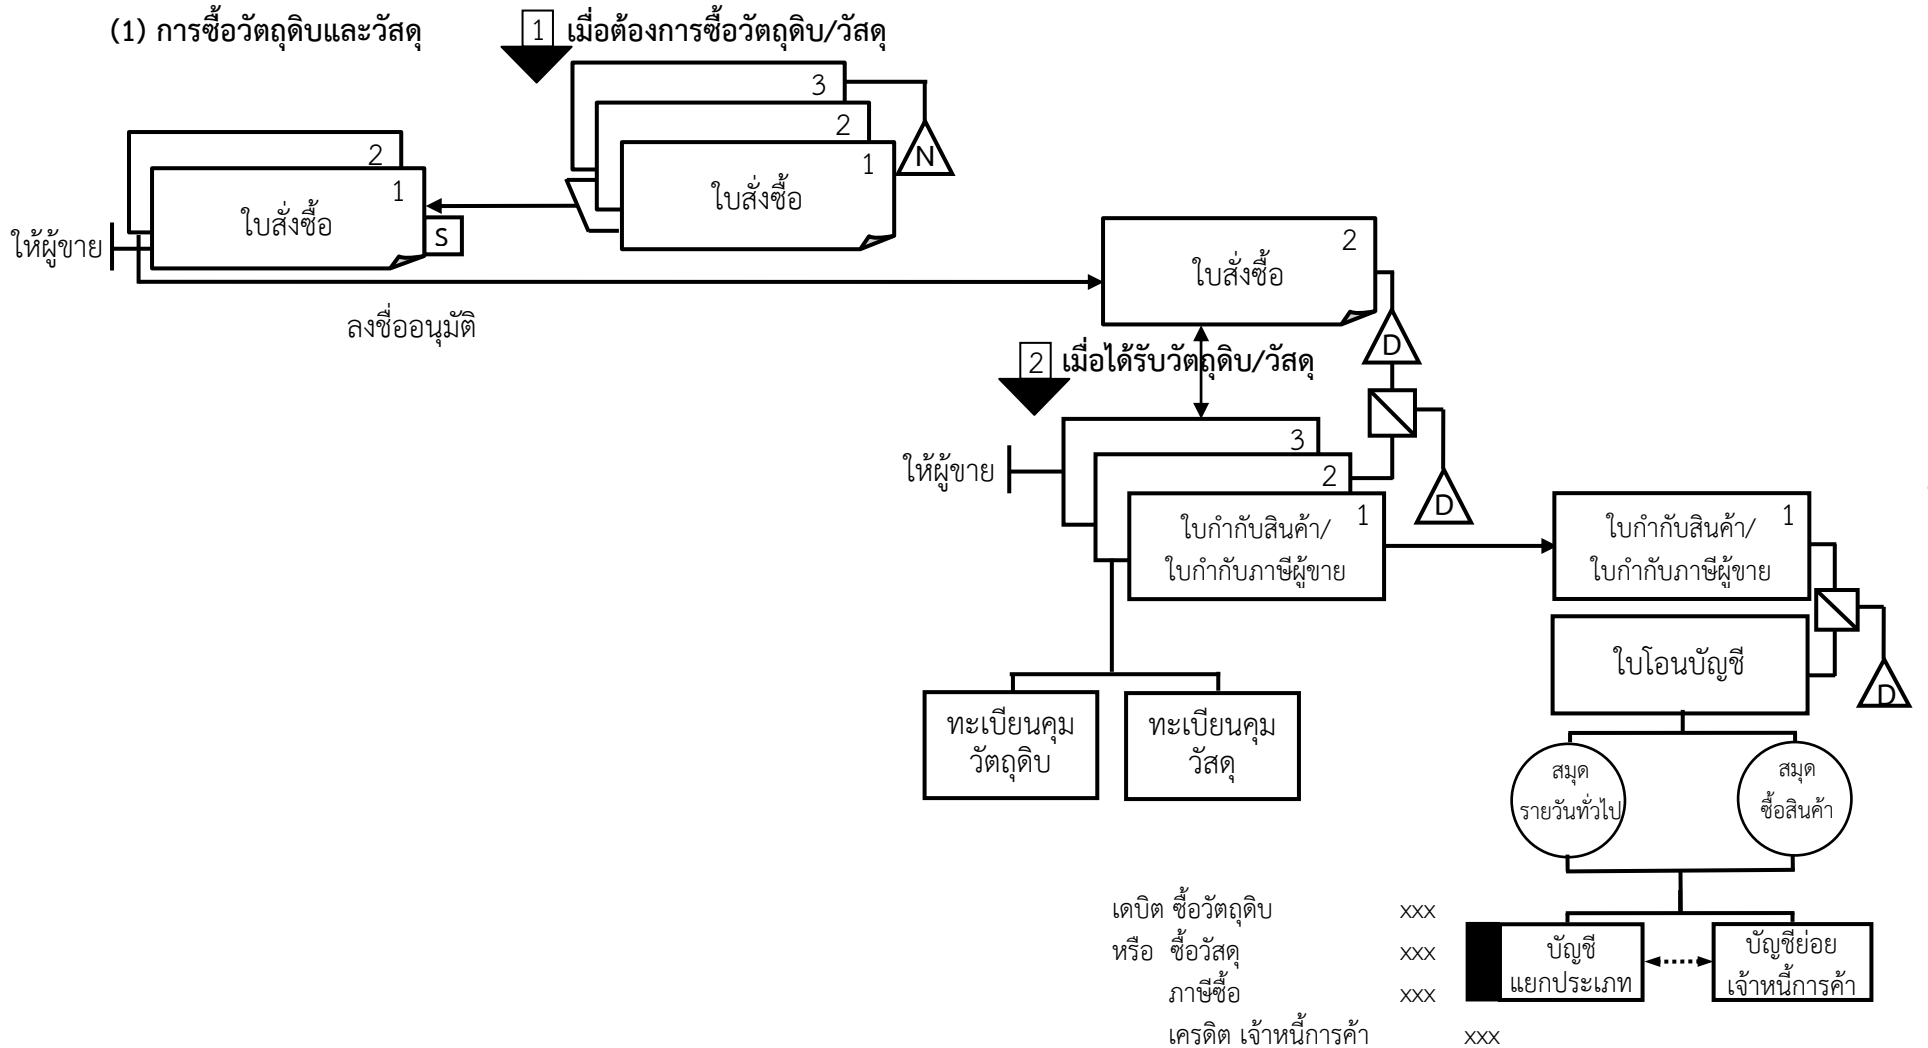 (1) การซื้อวัตถุดิบและวัสดุ
1 เมื่อต้องการซื้อวัตถุดิบ/วัสดุ
3
2
1
ใบสั่งซื้อ
N
2
1
ใบสั่งซื้อ
S
ให้ผู้ขาย
ลงชื่ออนุมัติ
2
ใบสั่งซื้อ
D
2 เมื่อได้รับวัตถุดิบ/วัสดุ
3
2
1
ให้ผู้ขาย
D
ใบกำกับสินค้า/
ใบกำกับภาษีผู้ขาย
1
ใบกำกับสินค้า/
ใบกำกับภาษีผู้ขาย
ใบโอนบัญชี
D
ทะเบียนคุม
วัตถุดิบ
ทะเบียนคุม
วัสดุ
สมุด
รายวันทั่วไป
สมุด
ซื้อสินค้า
เดบิต ซื้อวัตถุดิบ xxx
หรือ ซื้อวัสดุ xxx
ภาษีซื้อ xxx
เครดิต เจ้าหนี้การค้า xxx
บัญชี
แยกประเภท
บัญชีย่อย
เจ้าหนี้การค้า